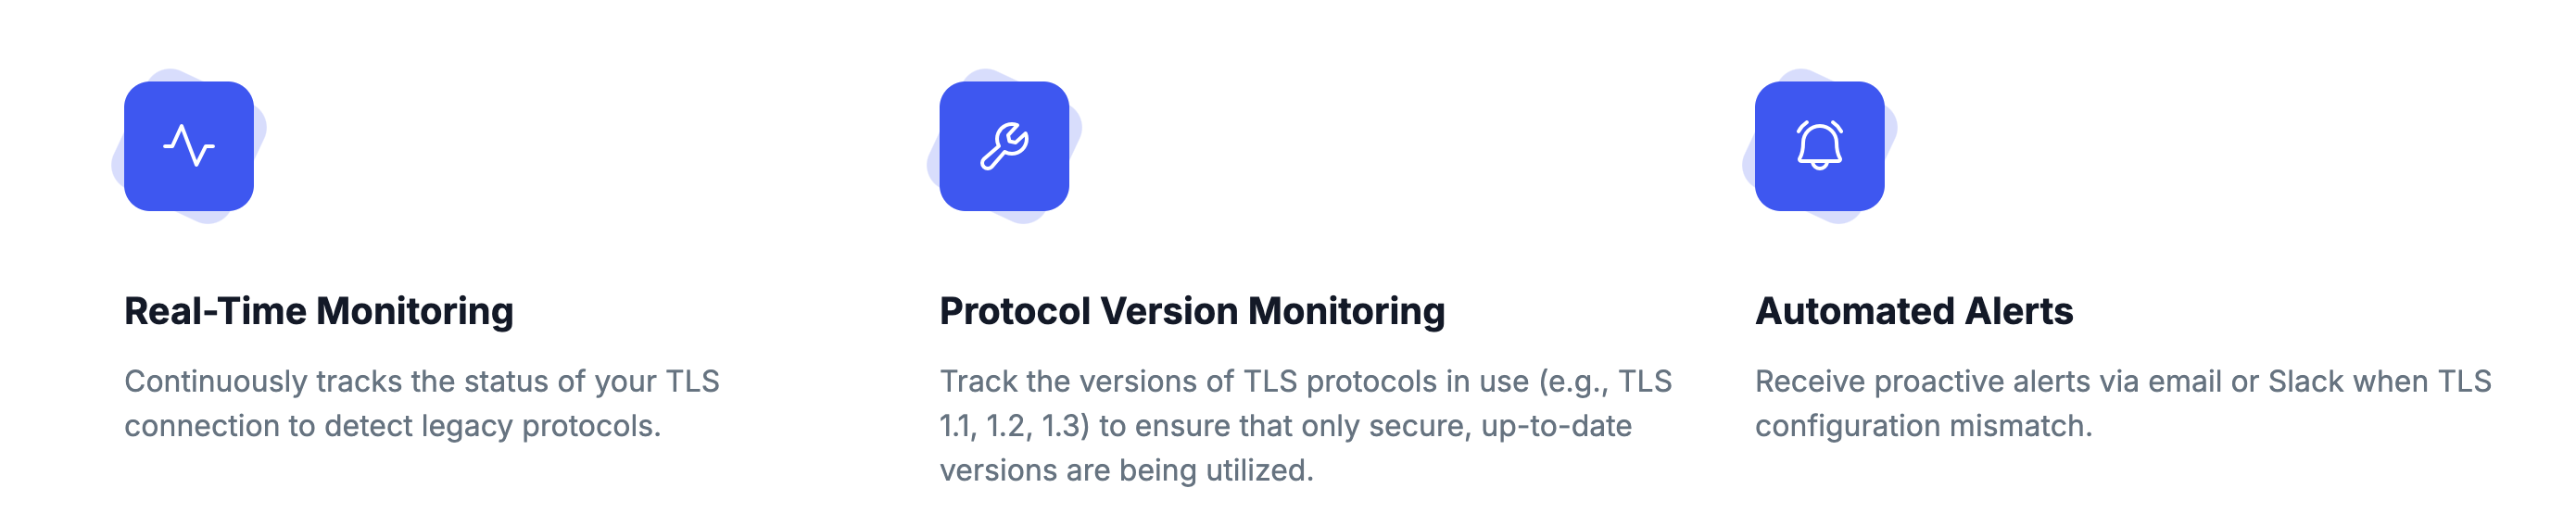 Real-Time Monitoring
Continuously tracks the status of your TLS
connection to detect legacy protocols.
Protocol Version Monitoring
Track the versions of TLS protocols in use (e.g., TLS
1.1, 1.2, 1.3) to ensure that only secure, up-to-date
versions are being utilized.
Automated Alerts
Receive proactive alerts via email or Slack when TLS
configuration mismatch.